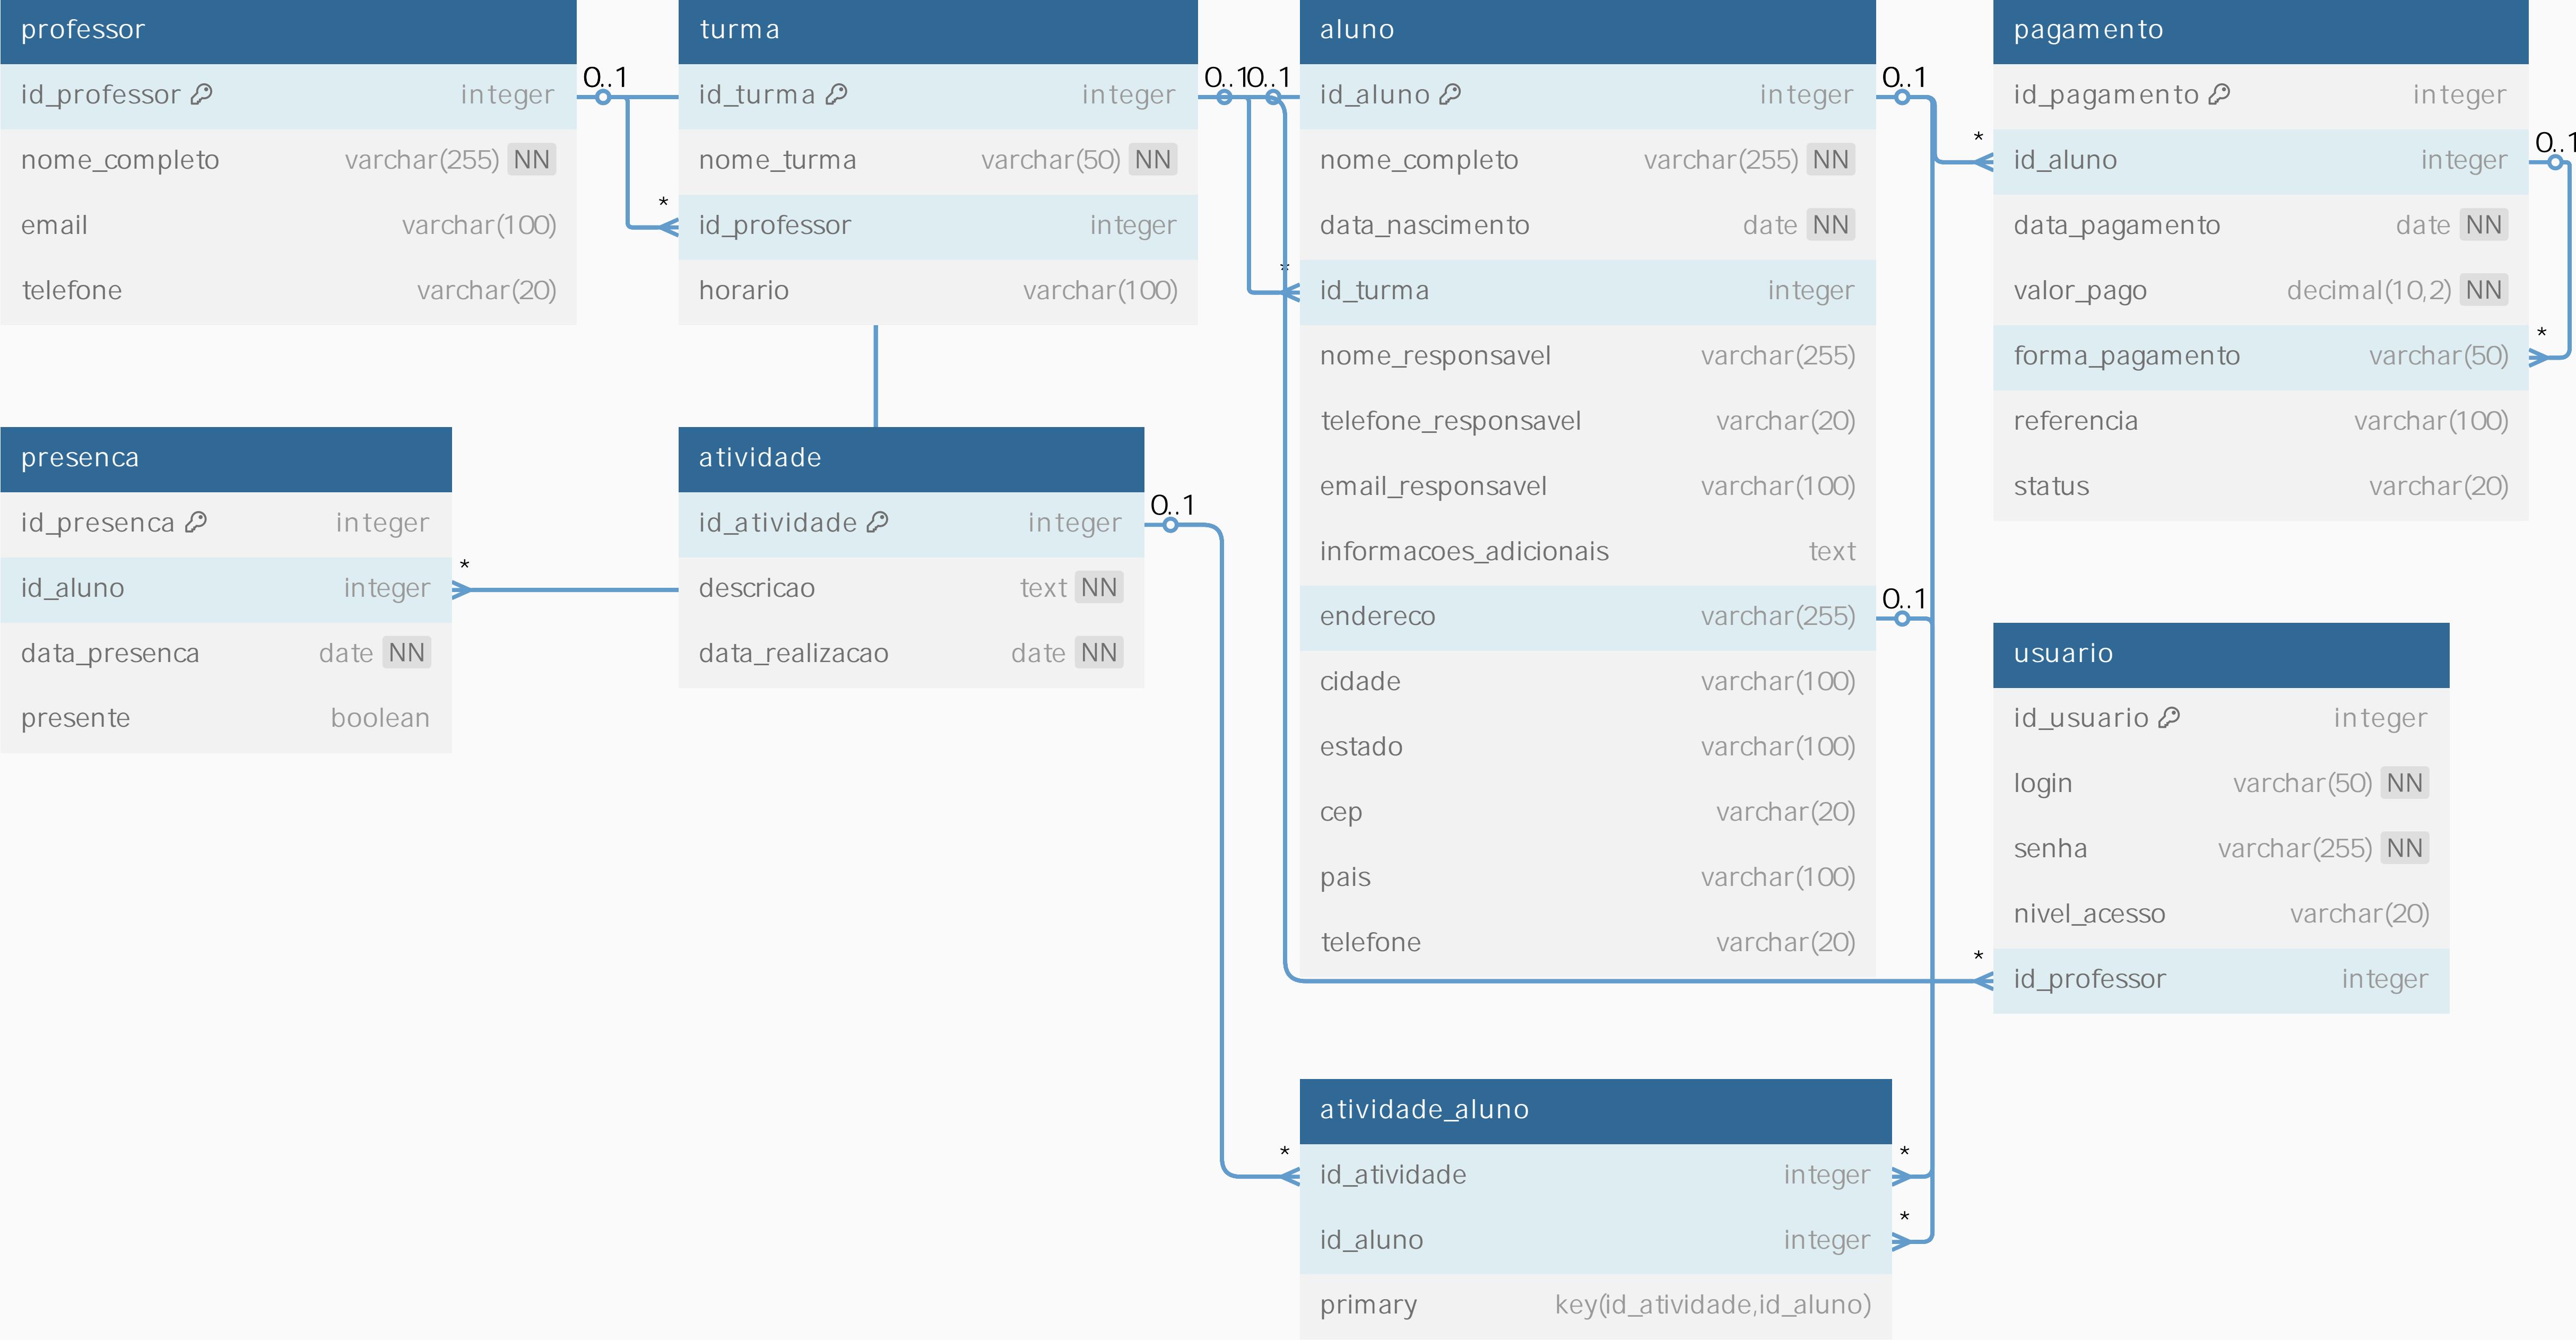 professor
id_professor integer
nome_completo varchar(255) NN
email varchar(100)
telefone varchar(20)
0..1
*
turma
id_turma integer
nome_turma varchar(50) NN
id_professor integer
horario varchar(100)
0..1
0..1
*
aluno
id_aluno integer
nome_completo varchar(255) NN
data_nascimento date NN
id_turma integer
nome_responsavel varchar(255)
telefone_responsavel varchar(20)
email_responsavel varchar(100)
informacoes_adicionais text
endereco varchar(255)
cidade varchar(100)
estado varchar(100)
cep varchar(20)
pais varchar(100)
telefone varchar(20)
0..1
0..1
*
pagamento
id_pagamento integer
id_aluno integer
data_pagamento date NN
valor_pago decimal(10,2) NN
forma_pagamento varchar(50)
referencia varchar(100)
status varchar(20)
0..1
*
presenca
id_presenca integer
id_aluno integer
data_presenca date NN
presente boolean
*
atividade
id_atividade integer
descricao text NN
data_realizacao date NN
0..1
usuario
id_usuario integer
login varchar(50) NN
senha varchar(255) NN
nivel_acesso varchar(20)
id_professor integer
*
atividade_aluno
id_atividade integer
id_aluno integer
primary key(id_atividade,id_aluno)
*
*
*